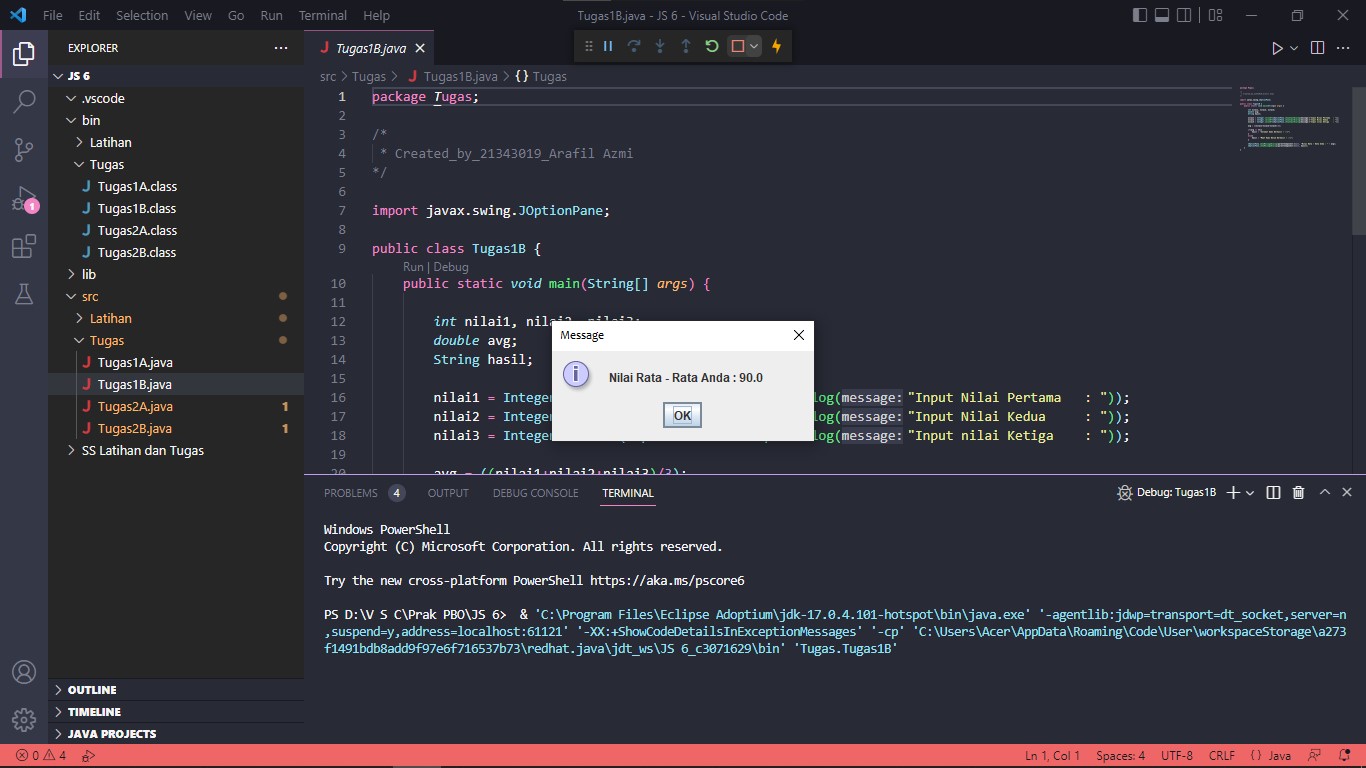 File Edit Selection View Go Run Terminal Help
Tugas1B.java - JS 6 - Visual Studio Code
EXPLORER
JS 6
.vscode
bin
Latihan
Tugas
Tugas1A.class
Tugas1B.class
Tugas2A.class
Tugas2B.class
lib
src
Latihan
Tugas
Tugas1A.java
Tugas1B.java
Tugas2A.java 1
Tugas2B.java 1
SS Latihan dan Tugas
OUTLINE
TIMELINE
JAVA PROJECTS
1
Tugas1B.java
src > Tugas > Tugas1B.java > {} Tugas
1 package Tugas;
2
3 /*
4 * Created_by_21343019_Arafil Azmi
5 */
6
7 import javax.swing.JOptionPane;
8
9 public class Tugas1B {
Run | Debug
10 public static void main(String[] args) {
11
12 int nilai1, nilai2, nilai3;
13 double avg;
14 String hasil;
15
16 nilai1 = Integer log(message: "Input Nilai Pertama : "));
17 nilai2 = Integer log(message: "Input Nilai Kedua : "));
18 nilai3 = Integer log(message: "Input nilai Ketiga : "));
19
20 avg = ((nilai1+nilai2+nilai3)/3);
Message
Nilai Rata - Rata Anda : 90.0
OK
PROBLEMS 4 OUTPUT DEBUG CONSOLE TERMINAL
Debug: Tugas1B
Windows PowerShell
Copyright (C) Microsoft Corporation. All rights reserved.
Try the new cross-platform PowerShell https://aka.ms/pscore6
PS D:\V S C\Prak PBO\JS 6> & 'C:\Program Files\Eclipse Adoptium\jdk-17.0.4.101-hotspot\bin\java.exe' '-agentlib:jdwp=transport=dt_socket,server=n
,suspend=y,address=localhost:61121' '-XX:+ShowCodeDetailsInExceptionMessages' '-cp' 'C:\Users\Acer\AppData\Roaming\Code\User\workspaceStorage\a273
f1491bdb8add9f97e6f716537b73\redhat.java\jdt_ws\JS 6_c3071629\bin' 'Tugas.Tugas1B'
0 4
Ln 1, Col 1 Spaces: 4 UTF-8 CRLF {} Java